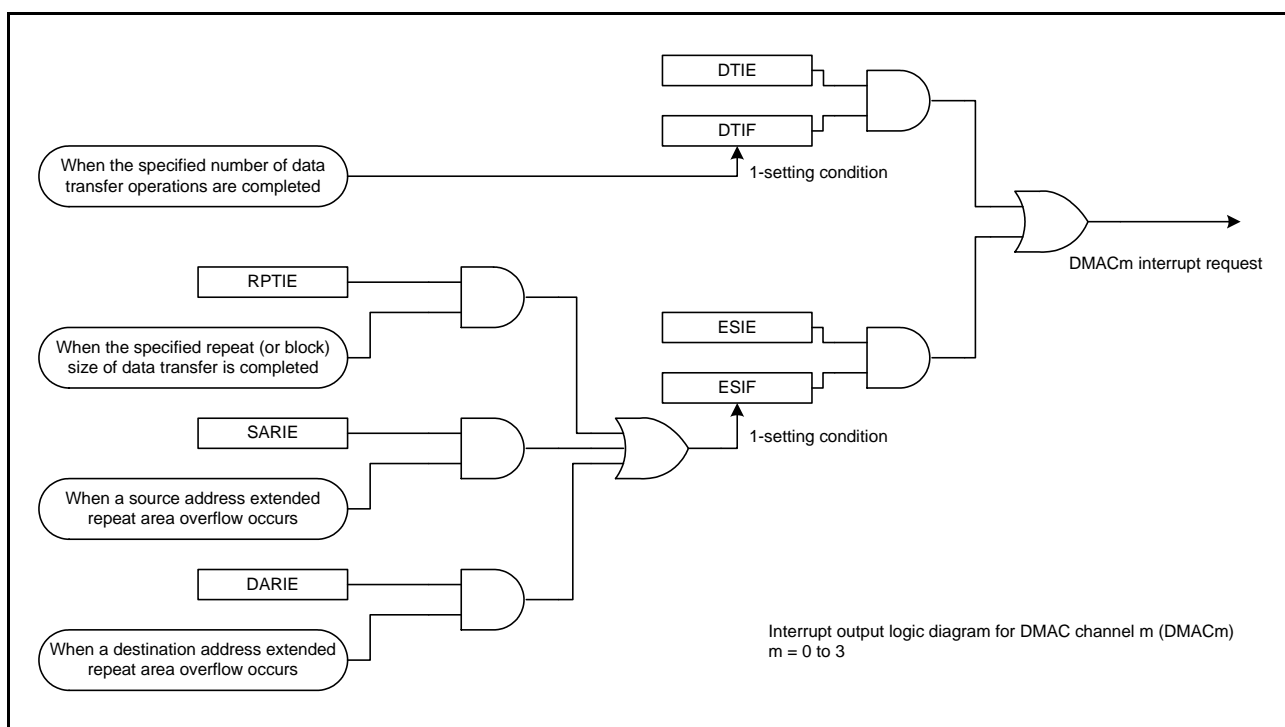 DTIE
DTIF
When the specified number of data
transfer operations are completed
1-setting condition
DMACm interrupt request
RPTIE
When the specified repeat (or block)
size of data transfer is completed
ESIE
ESIF
1-setting condition
SARIE
When a source address extended
repeat area overflow occurs
DARIE
When a destination address extended
repeat area overflow occurs
Interrupt output logic diagram for DMAC channel m (DMACm)
m = 0 to 3